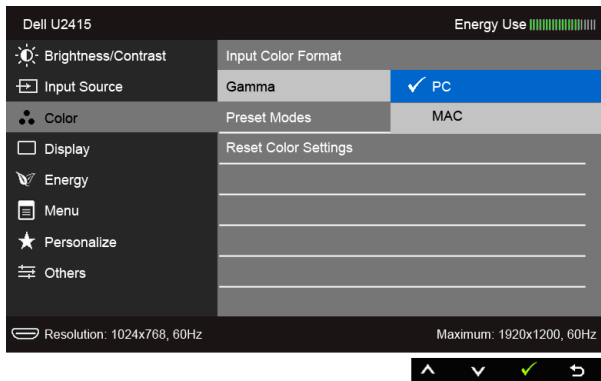 Dell U2415
Energy Use
Brightness/Contrast
Input Color Format
Input Source
Gamma
PC
Color
Preset Modes
MAC
Display
Reset Color Settings
Energy
Menu
Personalize
Others
Resolution: 1024x768, 60Hz
Maximum: 1920x1200, 60Hz